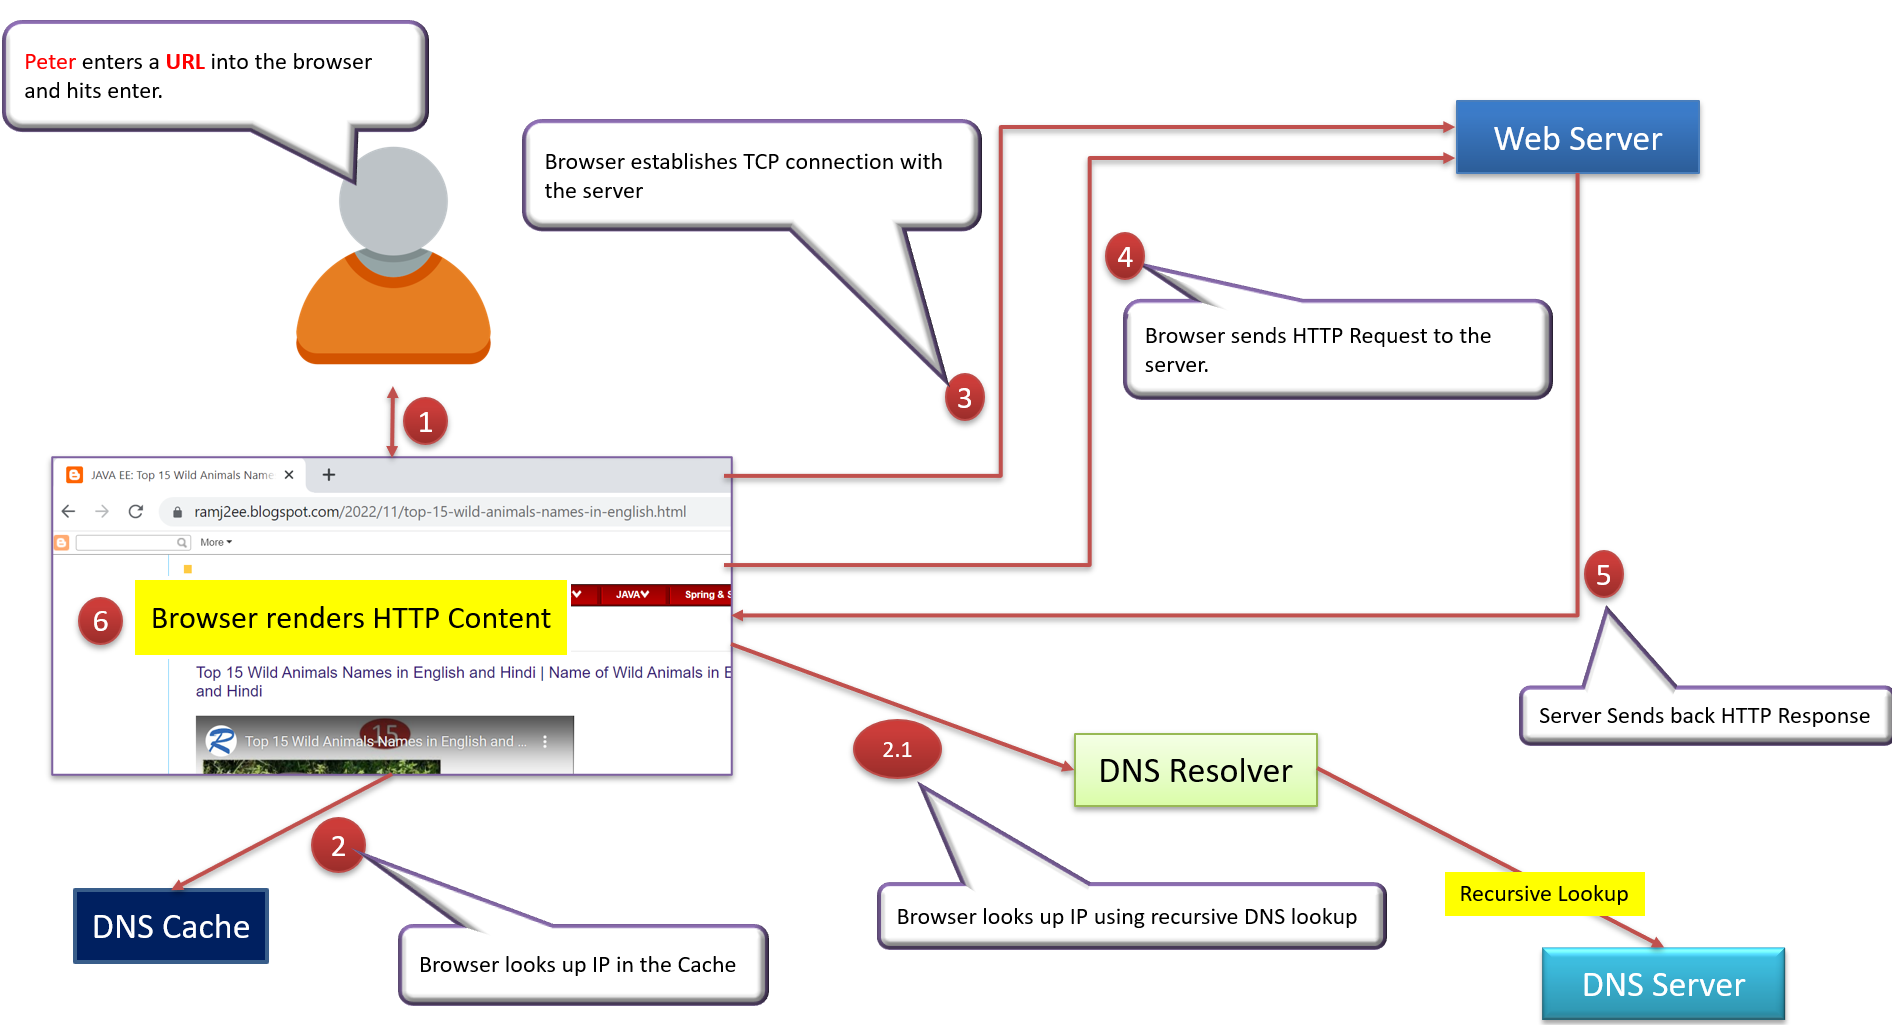 Peter enters a URL into the browser
and hits enter.
Browser establishes TCP connection with
the server
Web Server
4
Browser sends HTTP Request to the
server.
3
1
JAVA EE: Top 15 Wild Animals Name
ramj2ee.blogspot.com/2022/11/top-15-wild-animals-names-in-english.html
More
5
6
Browser renders HTTP Content
JAVA
Spring & S
Top 15 Wild Animals Names in English and Hindi | Name of Wild Animals in E
and Hindi
15
Top 15 Wild Animals Names in English and ...
Server Sends back HTTP Response
2.1
DNS Resolver
2
DNS Cache
Browser looks up IP in the Cache
Browser looks up IP using recursive DNS lookup
Recursive Lookup
DNS Server